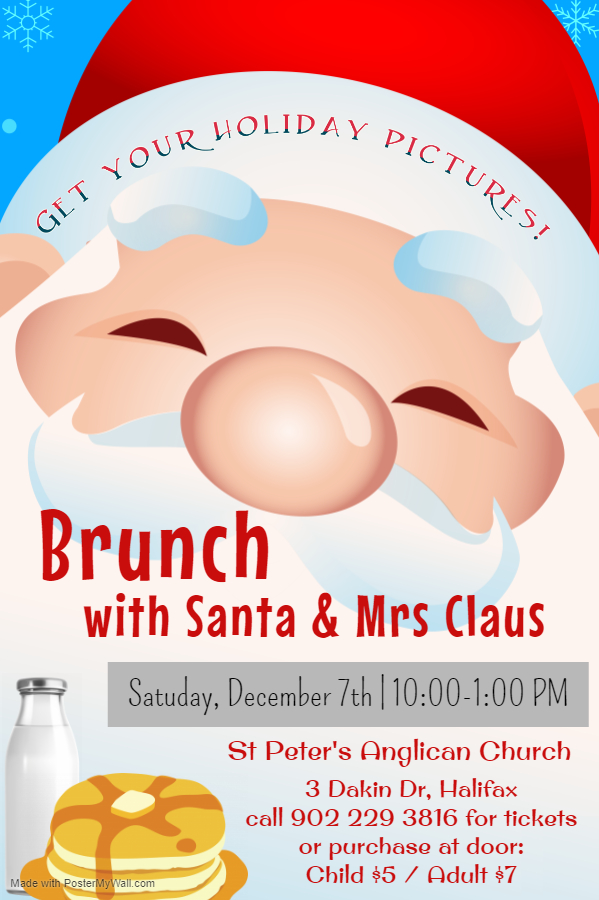 GET YOUR HOLIDAY PICTURES!
Brunch
with Santa & Mrs Claus
Satuday, December 7th | 10:00-1:00 PM
St Peter's Anglican Church
3 Dakin Dr, Halifax
call 902 229 3816 for tickets
or purchase at door:
Child $5 / Adult $7
Made with PosterMyWall.com